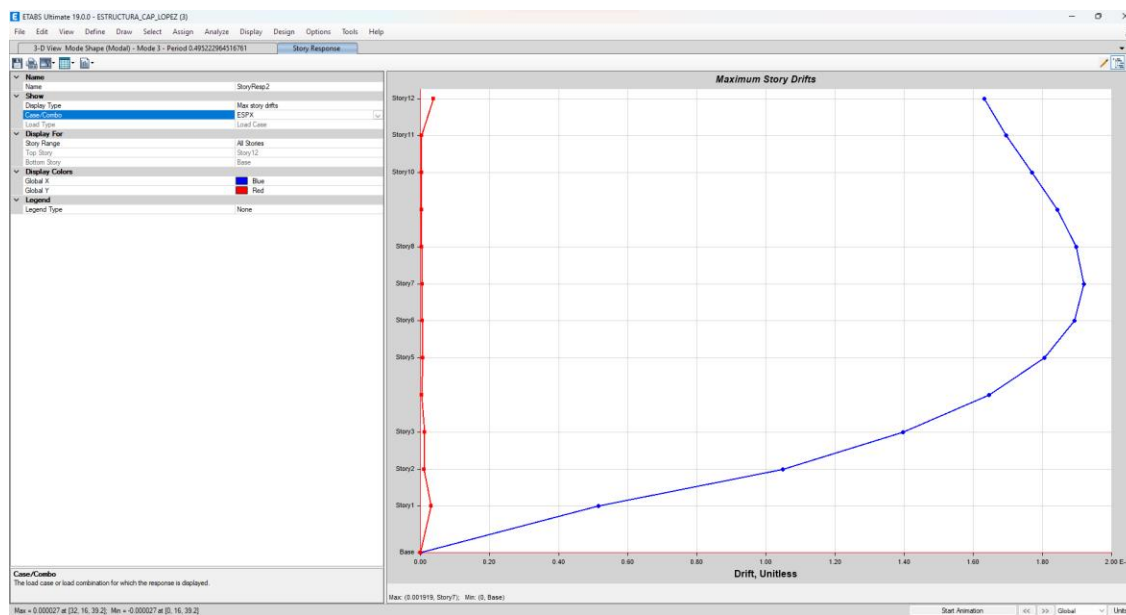 ETABS Ultimate 19.0.0 - ESTRUCTURA_CAP_LOPEZ (3)
File Edit View Define Draw Select Assign Analyze Display Design Options Tools Help
3-D View Mode Shape (Modal) - Mode 3 - Period 0.495222964516761 Story Response
Name
Name StoryResp2
Show
Display Type Max story drifts
Case/Combo ESPX
Load Type Load Case
Display For
Story Range All Stories
Top Story Story12
Bottom Story Base
Display Colors
Global X Blue
Global Y Red
Legend
Legend Type None
Maximum Story Drifts
Story12
Story11
Story10
Story8
Story7
Story6
Story5
Story3
Story2
Story1
Base
0.00 0.20 0.40 0.60 0.80 1.00 1.20 1.40 1.60 1.80 2.00 E-
Drift, Unitless
Max: (0.001919, Story7); Min: (0, Base)
Case/Combo
The load case or load combination for which the response is displayed.
Max = 0.000027 at [32, 16, 39.2]; Min = -0.000027 at [0, 16, 39.2] Start Animation << >> Global Units